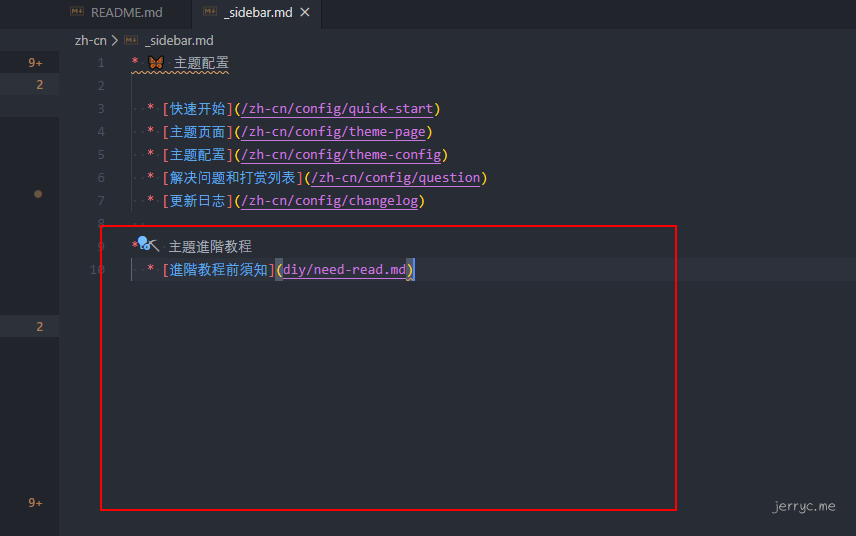 README.md _sidebar.md ×
zh-cn > _sidebar.md
9+ 1 * 🦋 主题配置
2 2
3 * [快速开始](/zh-cn/config/quick-start)
4 * [主题页面](/zh-cn/config/theme-page)
5 * [主题配置](/zh-cn/config/theme-config)
6 * [解决问题和打赏列表](/zh-cn/config/question)
7 * [更新日志](/zh-cn/config/changelog)
8
9 * ⛏ 主題進階教程
10 * [進階教程前須知](diy/need-read.md)
2
9+
jerryc.me